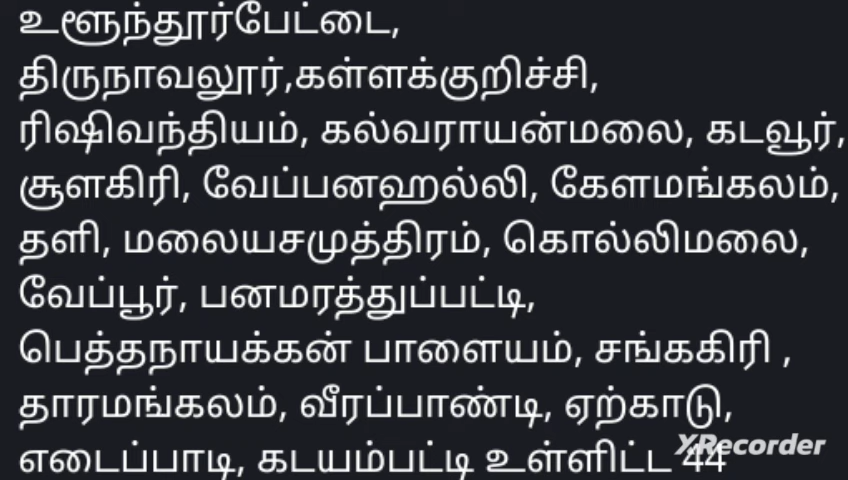 உளூந்தூர்பேட்டை,
திருநாவலூர்,கள்ளக்குறிச்சி,
ரிஷிவந்தியம், கல்வராயன்மலை, கடவூர்,
சூளகிரி, வேப்பனஹல்லி, கேளமங்கலம்,
தளி, மலையசமுத்திரம், கொல்லிமலை,
வேப்பூர், பனமரத்துப்பட்டி,
பெத்தநாயக்கன் பாளையம், சங்ககிரி ,
தாரமங்கலம், வீரப்பாண்டி, ஏற்காடு,
எடைப்பாடி, கடயம்பட்டி உள்ளிட்ட 44
XRecorder